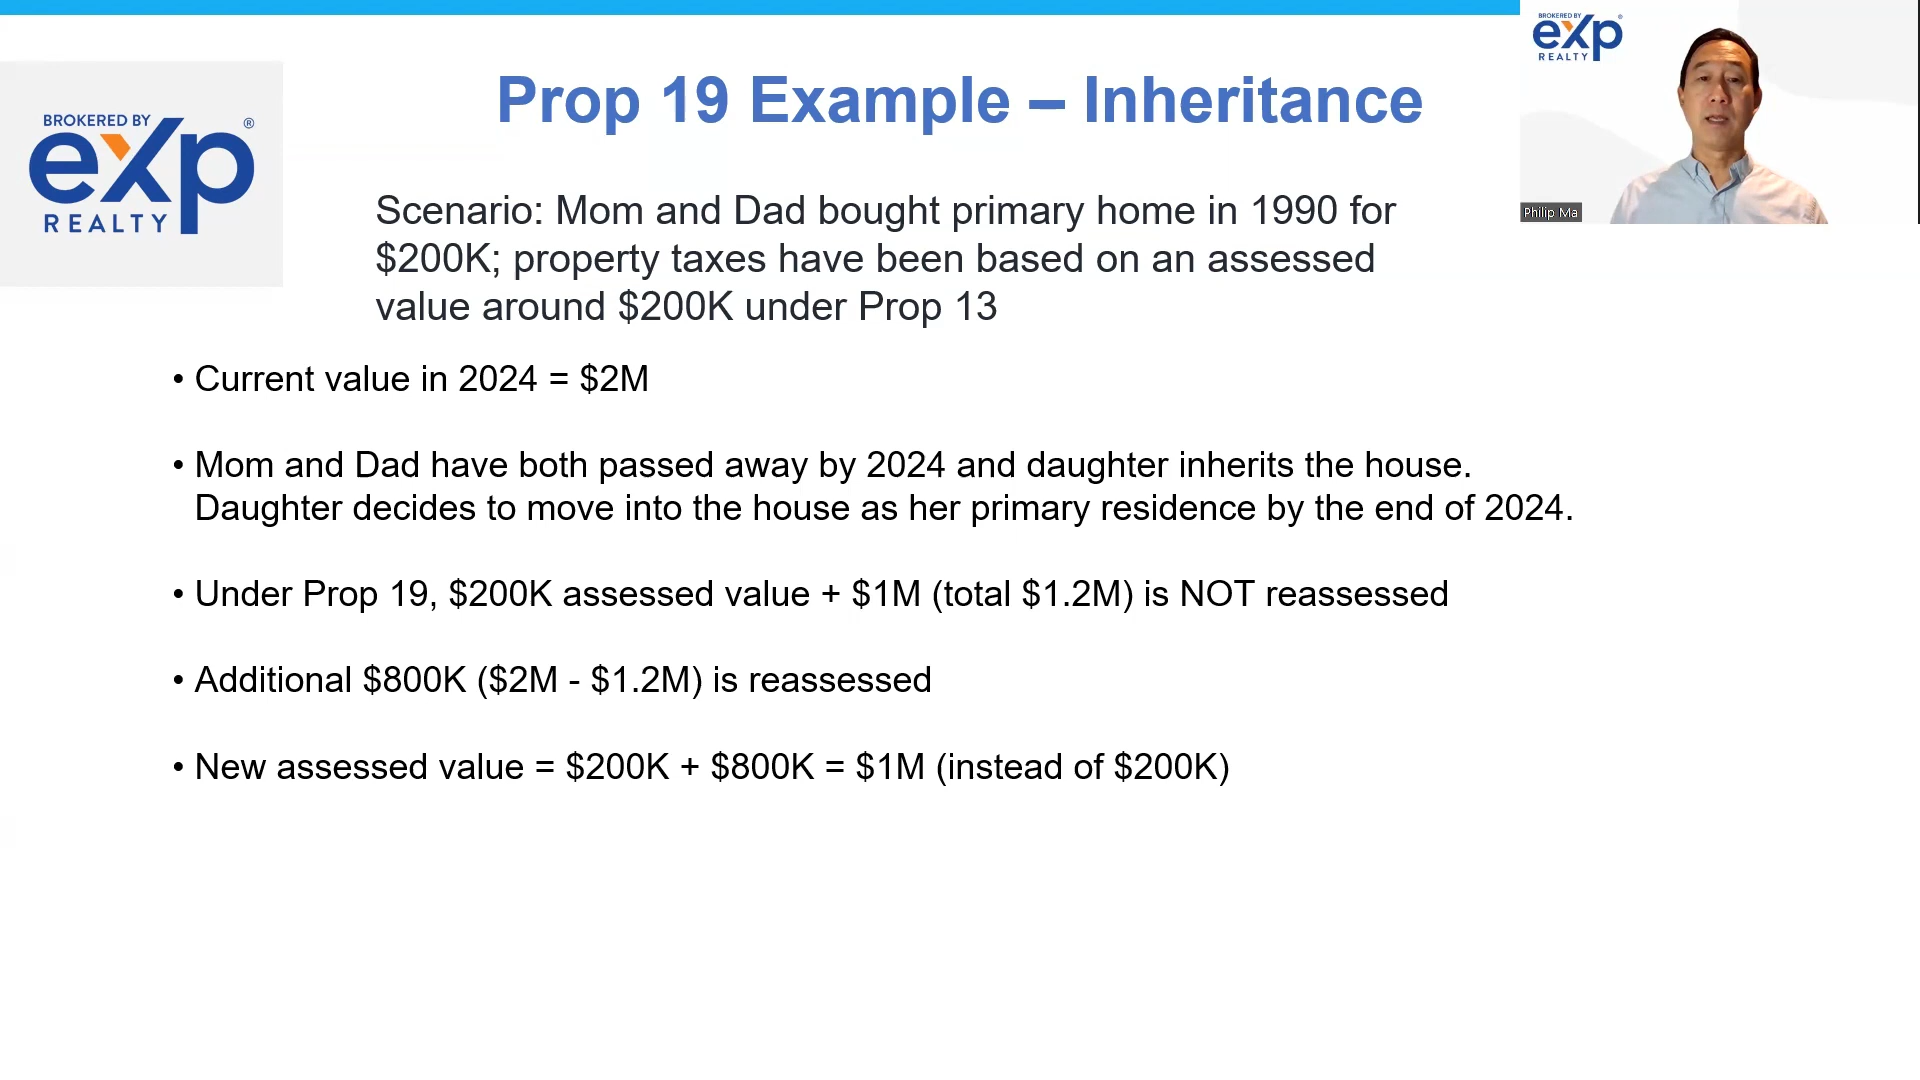 BROKERED BY
eXp®
REALTY
Prop 19 Example – Inheritance
BROKERED BY
eXp®
REALTY
Philip Ma
Scenario: Mom and Dad bought primary home in 1990 for
$200K; property taxes have been based on an assessed
value around $200K under Prop 13
• Current value in 2024 = $2M
• Mom and Dad have both passed away by 2024 and daughter inherits the house.
Daughter decides to move into the house as her primary residence by the end of 2024.
• Under Prop 19, $200K assessed value + $1M (total $1.2M) is NOT reassessed
• Additional $800K ($2M - $1.2M) is reassessed
• New assessed value = $200K + $800K = $1M (instead of $200K)